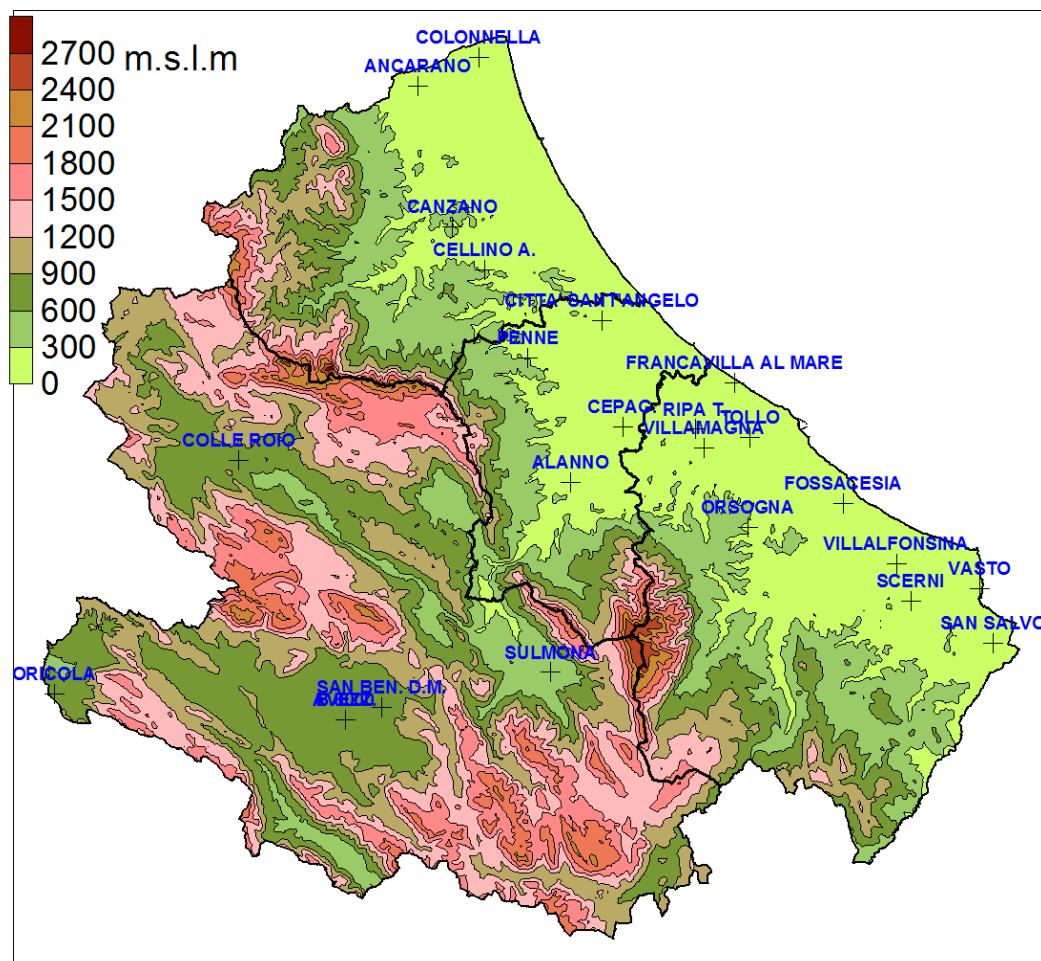 COLONNELLA
ANCARANO
2700 m.s.l.m
2400
2100
1800
1500
1200
900
600
300
0
CANZANO
CELLINO A.
CITTA' SANT'ANGELO
PENNE
FRANCAVILLA AL MARE
CEPAG.
RIPA T.
TOLLO
VILLAMAGNA
COLLE ROIO
ALANNO
FOSSACESIA
ORSOGNA
VILLALFONSINA
VASTO
SCERNI
SAN SALVO
SULMONA
ORICOLA
SAN BEN. D.M.